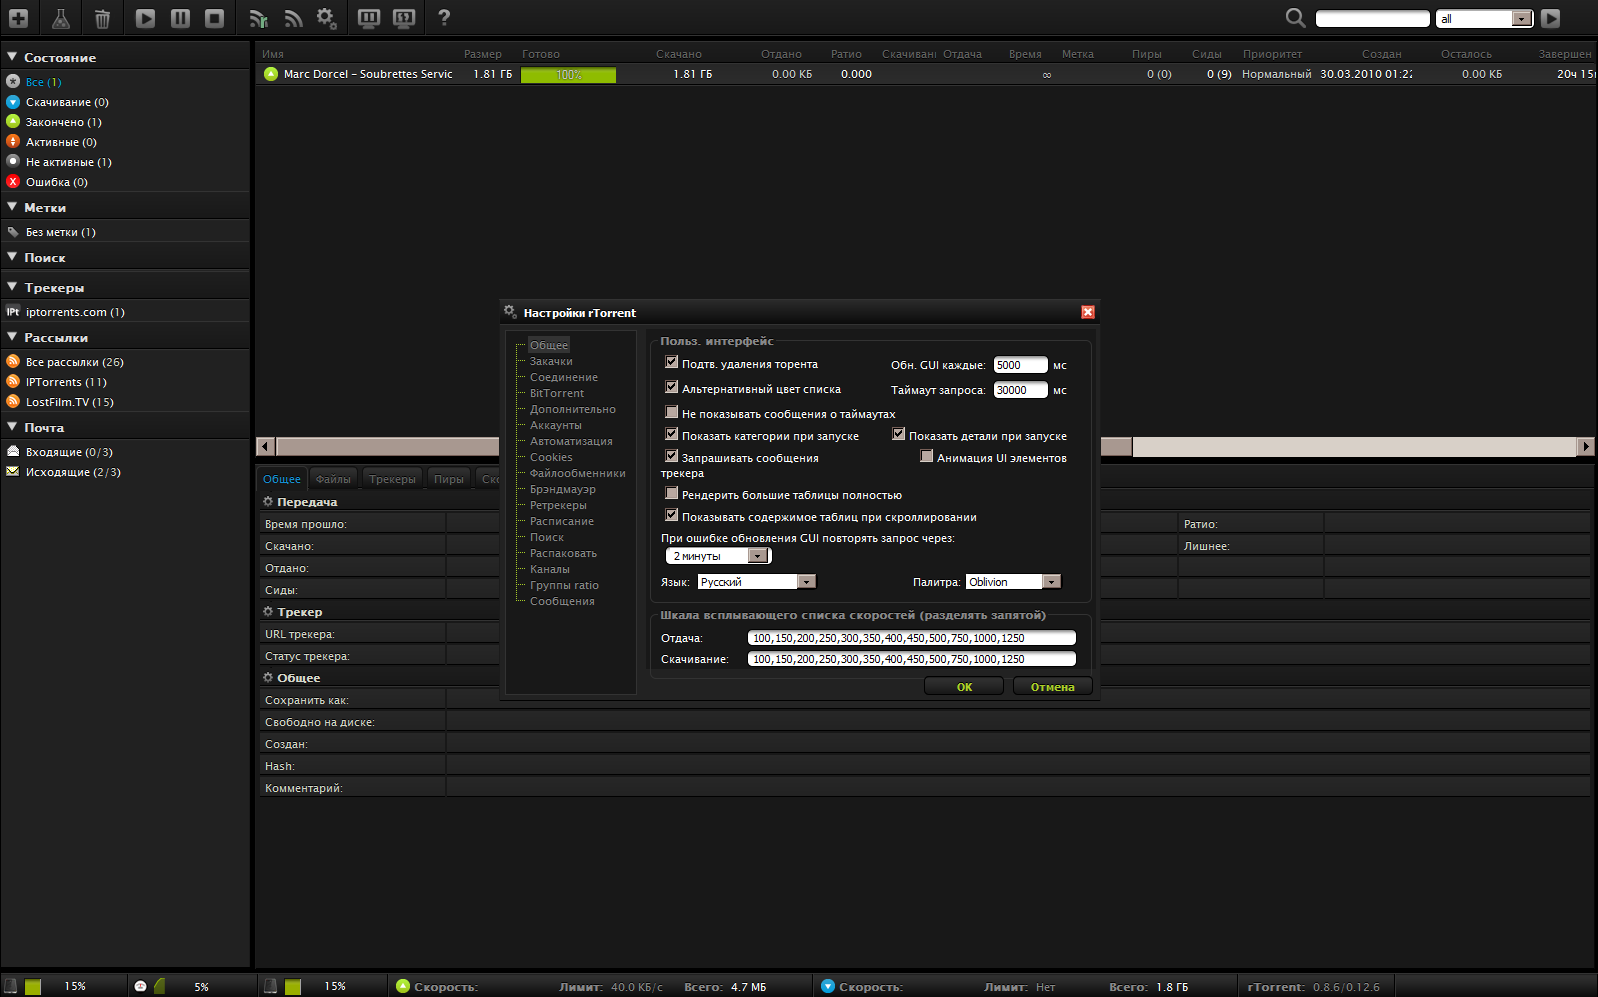 all
Состояние
Все (1)
Скачивание (0)
Закончено (1)
Активные (0)
Не активные (1)
Ошибка (0)
Метки
Без метки (1)
Поиск
Трекеры
iptorrents.com (1)
Рассылки
Все рассылки (26)
IPTorrents (11)
LostFilm.TV (15)
Почта
Входящие (0/3)
Исходящие (2/3)
Имя Размер Готово Скачано Отдано Ратио Скачивани Отдача Время Метка Пиры Сиды Приоритет Создан Осталось Завершен
Marc Dorcel - Soubrettes Servic 1.81 ГБ 100% 1.81 ГБ 0.00 КБ 0.000 ∞ 0 (0) 0 (9) Нормальный 30.03.2010 01:22 0.00 КБ 20ч 15
Настройки rTorrent
Общее
Закачки
Соединение
BitTorrent
Дополнительно
Аккаунты
Автоматизация
Cookies
Файлообменники
Брэндмауэр
Ретрекеры
Расписание
Поиск
Распаковать
Каналы
Группы ratio
Сообщения
Польз. интерфейс
Подтв. удаления торента Обн. GUI каждые: 5000 мс
Альтернативный цвет списка Таймаут запроса: 30000 мс
Не показывать сообщения о таймаутах
Показать категории при запуске Показать детали при запуске
Запрашивать сообщения трекера Анимация UI элементов
Рендерить большие таблицы полностью
Показывать содержимое таблиц при скроллировании
При ошибке обновления GUI повторять запрос через:
2 минуты
Язык: Русский Палитра: Oblivion
Шкала всплывающего списка скоростей (разделять запятой)
Отдача: 100,150,200,250,300,350,400,450,500,750,1000,1250
Скачивание: 100,150,200,250,300,350,400,450,500,750,1000,1250
OK Отмена
Общее Файлы Трекеры Пиры Ско
Передача
Время прошло: Ратио:
Скачано: Лишнее:
Отдано:
Сиды:
Трекер
URL трекера:
Статус трекера:
Общее
Сохранить как:
Свободно на диске:
Создан:
Hash:
Комментарий:
15% 5% 15% Скорость: Лимит: 40.0 КБ/с Всего: 4.7 МБ Скорость: Лимит: Нет Всего: 1.8 ГБ rTorrent: 0.8.6/0.12.6